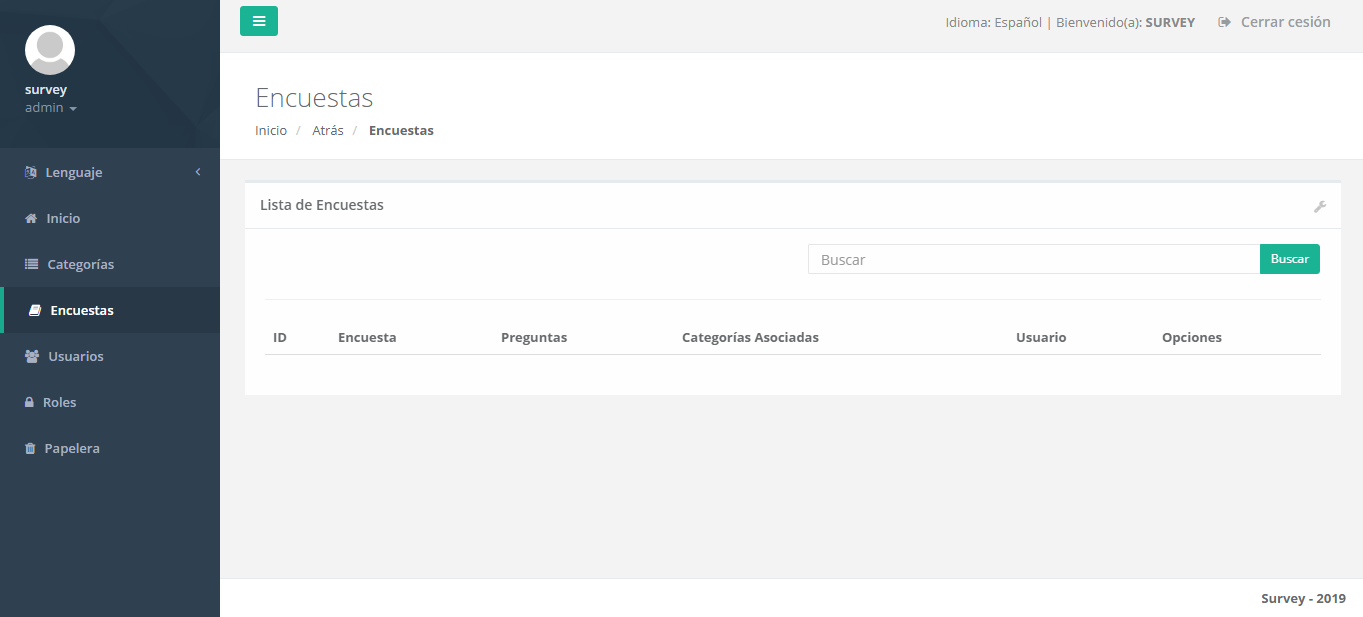 survey
admin
Lenguaje
Inicio
Categorías
Encuestas
Usuarios
Roles
Papelera
Idioma: Español | Bienvenido(a): SURVEY Cerrar cesión
Encuestas
Inicio / Atrás / Encuestas
Lista de Encuestas
Buscar Buscar
ID Encuesta Preguntas Categorías Asociadas Usuario Opciones
Survey - 2019